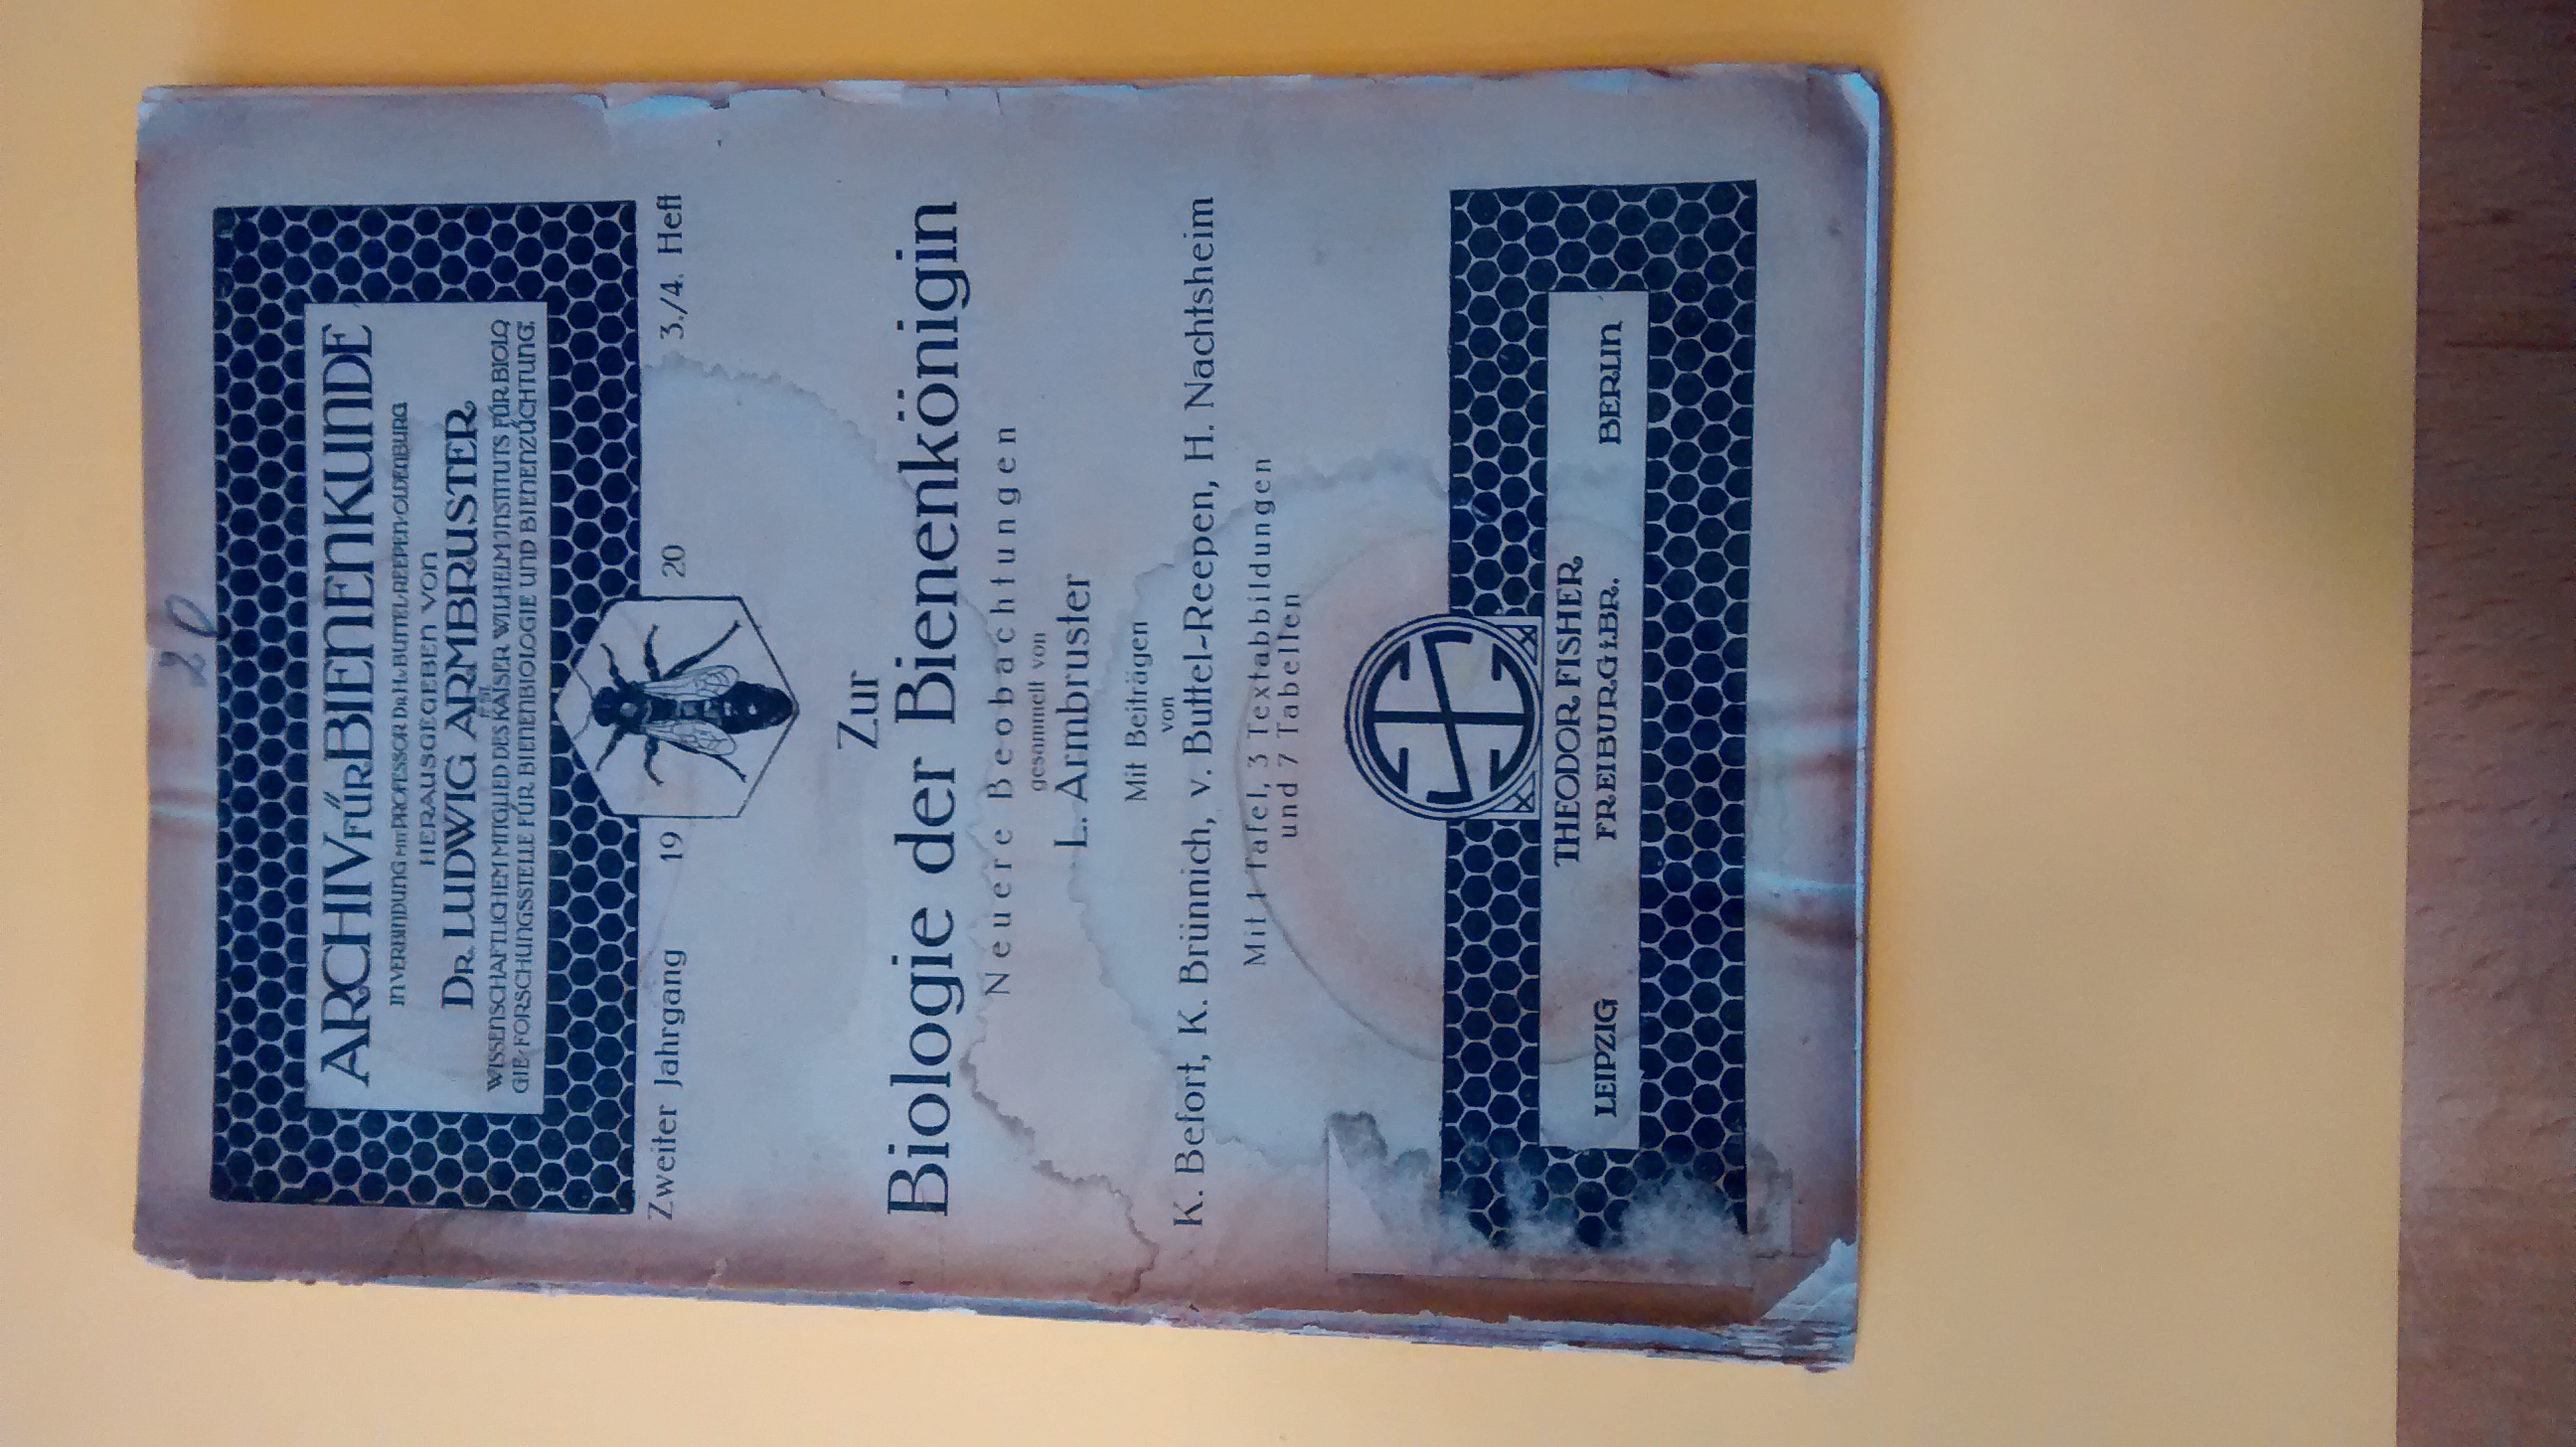 20
ARCHIV FÜR BIENENKUNDE
IN VERBINDUNG MIT PROFESSOR DR. H. v. BUTTEL-REEPEN-OLDENBURG
HERAUSGEGEBEN VON
DR. LUDWIG ARMBRUSTER
WISSENSCHAFTLICHEM MITGLIED DES KAISER WILHELM INSTITUTS FÜR BIOLO
GIE/FORSCHUNGSSTELLE FÜR BIENENBIOLOGIE UND BIENENZÜCHTUNG.
Zweiter Jahrgang 19 20 3./4. Heft
Zur
Biologie der Bienenkönigin
Neuere Beobachtungen
gesammelt von
L. Armbruster
Mit Beiträgen
von
K. Befort, K. Brünnich, v. Buttel-Reepen, H. Nachtsheim
Mit 1 Tafel, 3 Textabbildungen
und 7 Tabellen
THEODOR FISHER
LEIPZIG FREIBURG i.BR. BERLIN